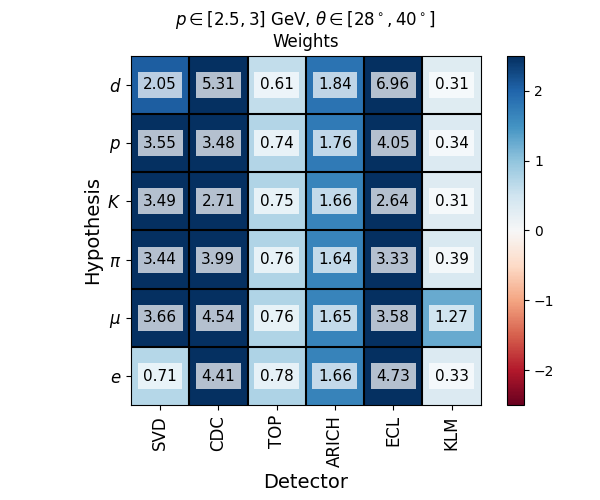 p ∈ [2.5, 3] GeV, θ ∈ [28°, 40°]
Weights
d 2.05 5.31 0.61 1.84 6.96 0.31
p 3.55 3.48 0.74 1.76 4.05 0.34
K 3.49 2.71 0.75 1.66 2.64 0.31
π 3.44 3.99 0.76 1.64 3.33 0.39
μ 3.66 4.54 0.76 1.65 3.58 1.27
e 0.71 4.41 0.78 1.66 4.73 0.33
Hypothesis
SVD CDC TOP ARICH ECL KLM
Detector
2
1
0
−1
−2